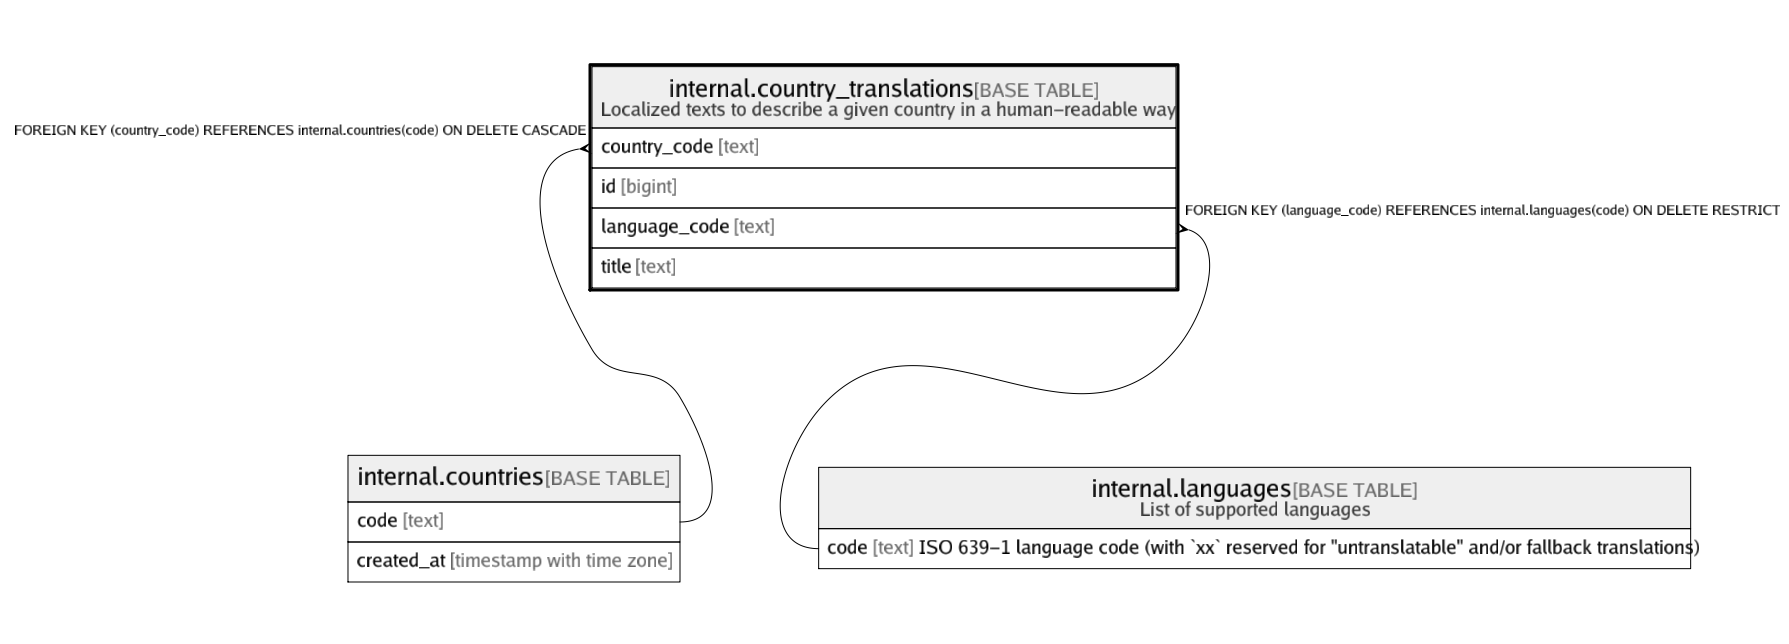 internal.country_translations[BASE TABLE]
Localized texts to describe a given country in a human-readable way
FOREIGN KEY (country_code) REFERENCES internal.countries(code) ON DELETE CASCADE
country_code [text]
id [bigint]
FOREIGN KEY (language_code) REFERENCES internal.languages(code) ON DELETE RESTRICT
language_code [text]
title [text]
internal.countries[BASE TABLE]
code [text]
created_at [timestamp with time zone]
internal.languages[BASE TABLE]
List of supported languages
code [text] ISO 639-1 language code (with `xx` reserved for "untranslatable" and/or fallback translations)